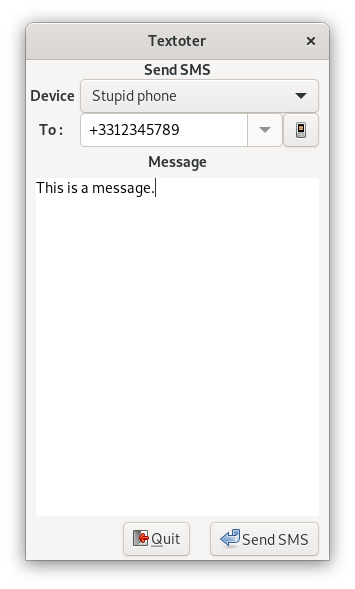 Textoter
Send SMS
Device Stupid phone
To : +3312345789
Message
This is a message.
Quit Send SMS